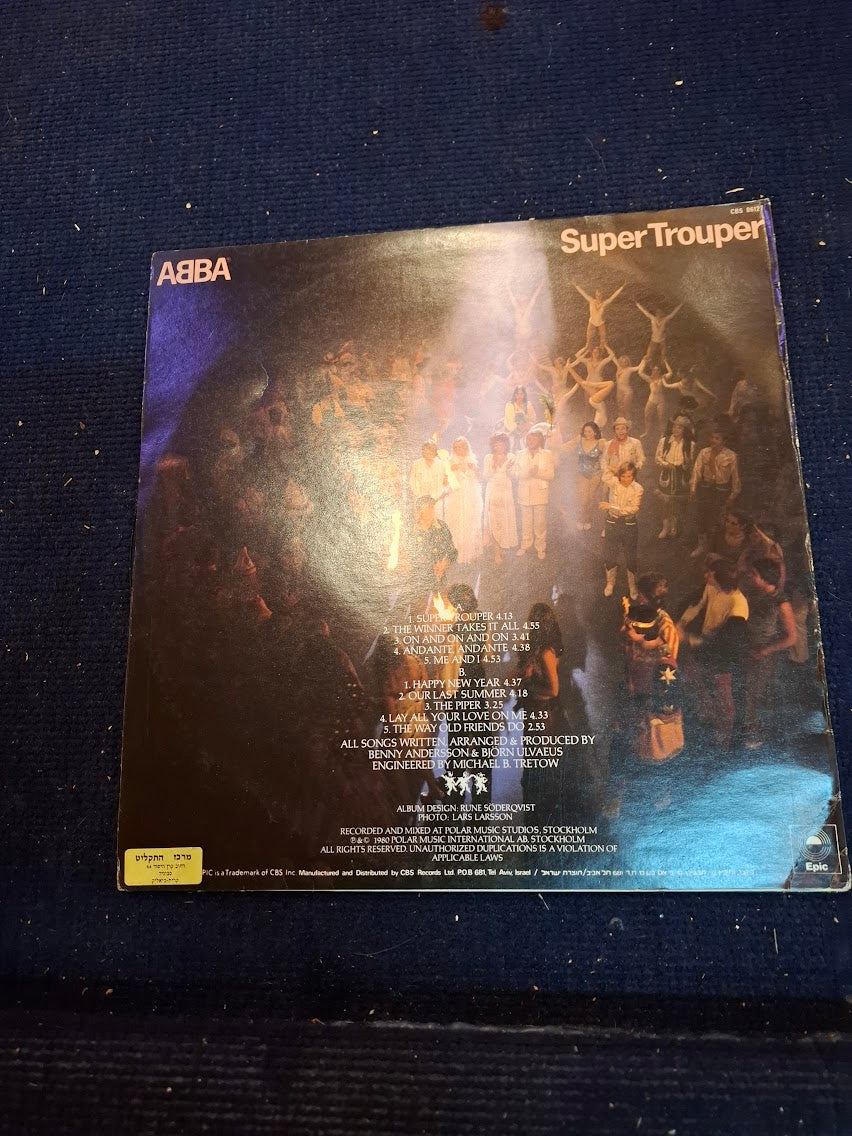 CBS 86123
ABBA
Super Trouper
A.
1. SUPER TROUPER 4.13
2. THE WINNER TAKES IT ALL 4.55
3. ON AND ON AND ON 3.41
4. ANDANTE, ANDANTE 4.38
5. ME AND I 4.53
B.
1. HAPPY NEW YEAR 4.37
2. OUR LAST SUMMER 4.18
3. THE PIPER 3.25
4. LAY ALL YOUR LOVE ON ME 4.33
5. THE WAY OLD FRIENDS DO 2.53
ALL SONGS WRITTEN, ARRANGED & PRODUCED BY
BENNY ANDERSSON & BJÖRN ULVAEUS
ENGINEERED BY MICHAEL B. TRETOW
ALBUM DESIGN: RUNE SÖDERQVIST
PHOTO: LARS LARSSON
RECORDED AND MIXED AT POLAR MUSIC STUDIOS, STOCKHOLM
℗ & © 1980 POLAR MUSIC INTERNATIONAL AB, STOCKHOLM
ALL RIGHTS RESERVED. UNAUTHORIZED DUPLICATIONS IS A VIOLATION OF
APPLICABLE LAWS
Epic
מרכז התקליט
קרית-ביאליק
EPIC is a Trademark of CBS Inc. Manufactured and Distributed by CBS Records Ltd. P.O.B 681, Tel Aviv, Israel / תוצרת ישראל